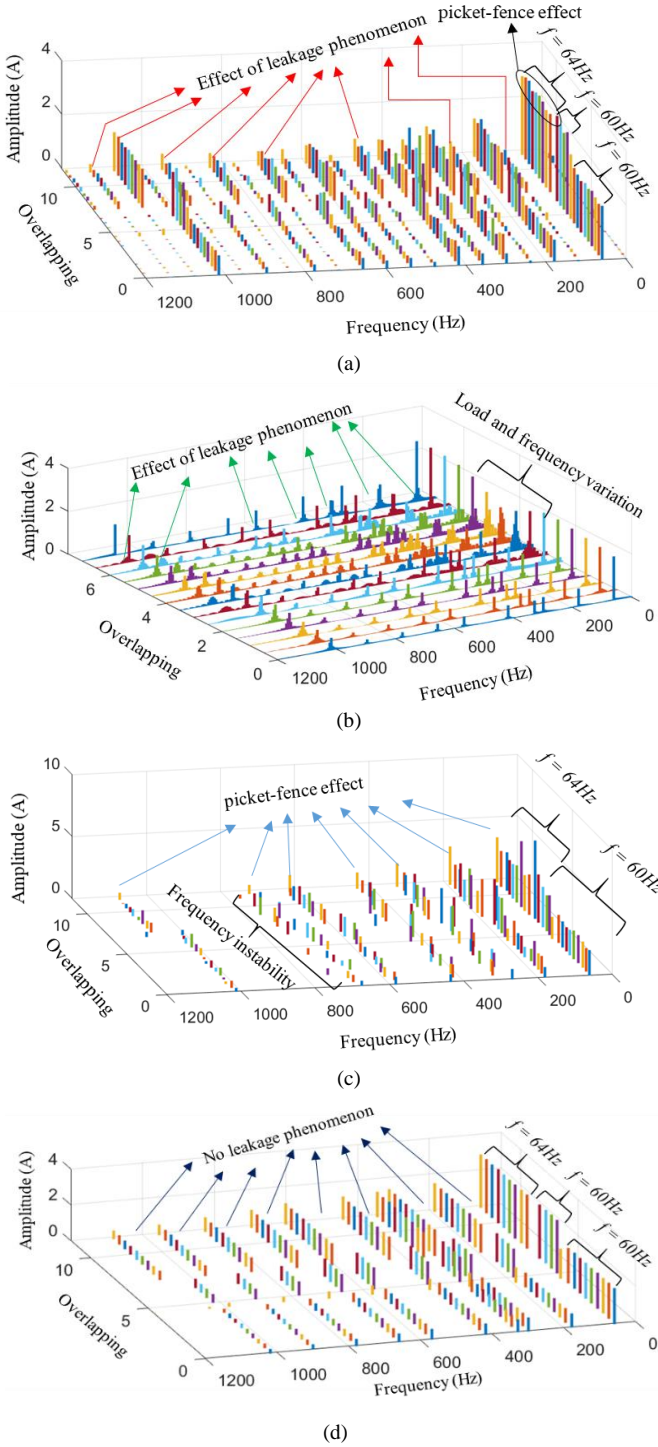 picket-fence effect
Effect of leakage phenomenon
f = 64Hz
f = 60Hz
f = 60Hz
Amplitude (A)
4
2
0
10
5
0
Overlapping
1200
1000
800
600
400
200
0
Frequency (Hz)
(a)
Effect of leakage phenomenon
Load and frequency variation
Amplitude (A)
4
2
0
6
4
2
0
Overlapping
1200
1000
800
600
400
200
0
Frequency (Hz)
(b)
picket-fence effect
f = 64Hz
f = 60Hz
Frequency instability
Amplitude (A)
10
5
0
10
5
0
Overlapping
1200
1000
800
600
400
200
0
Frequency (Hz)
(c)
No leakage phenomenon
f = 64Hz
f = 60Hz
f = 60Hz
Amplitude (A)
4
2
0
10
5
0
Overlapping
1200
1000
800
600
400
200
0
Frequency (Hz)
(d)